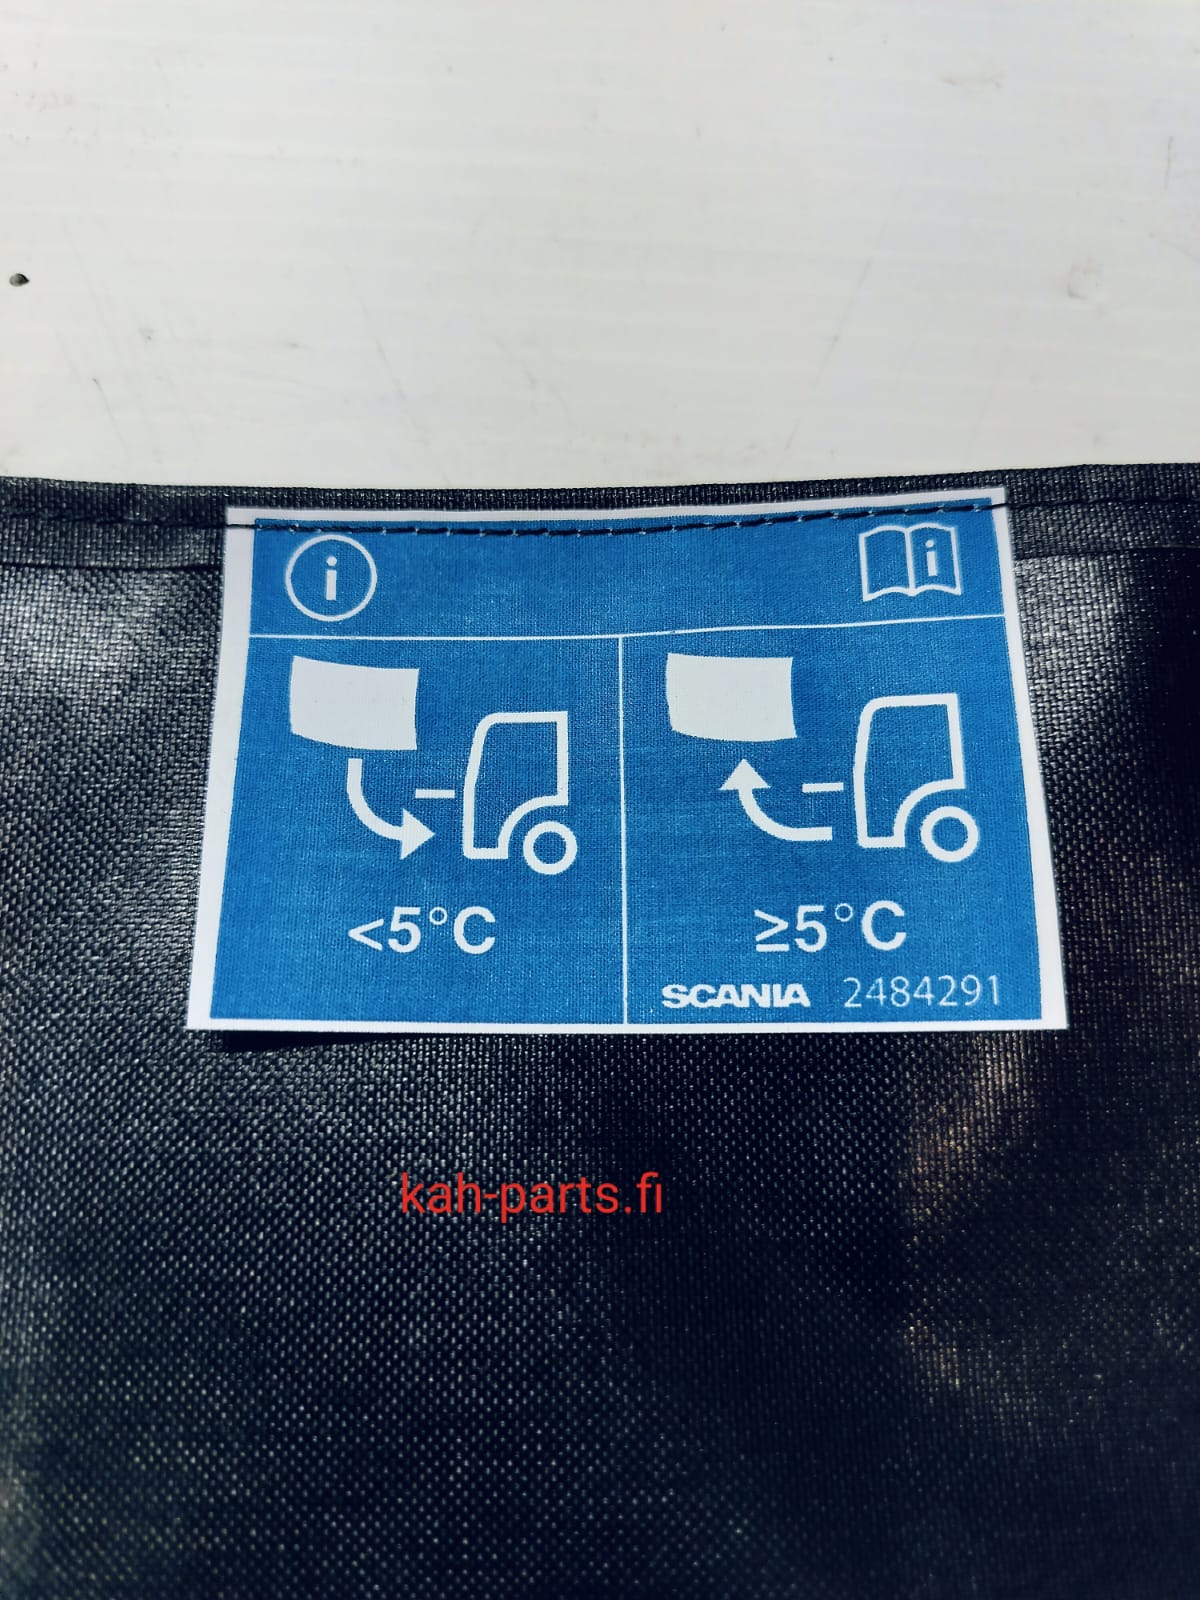 i
i
<5°C
≥5°C
SCANIA 2484291
kah-parts.fi